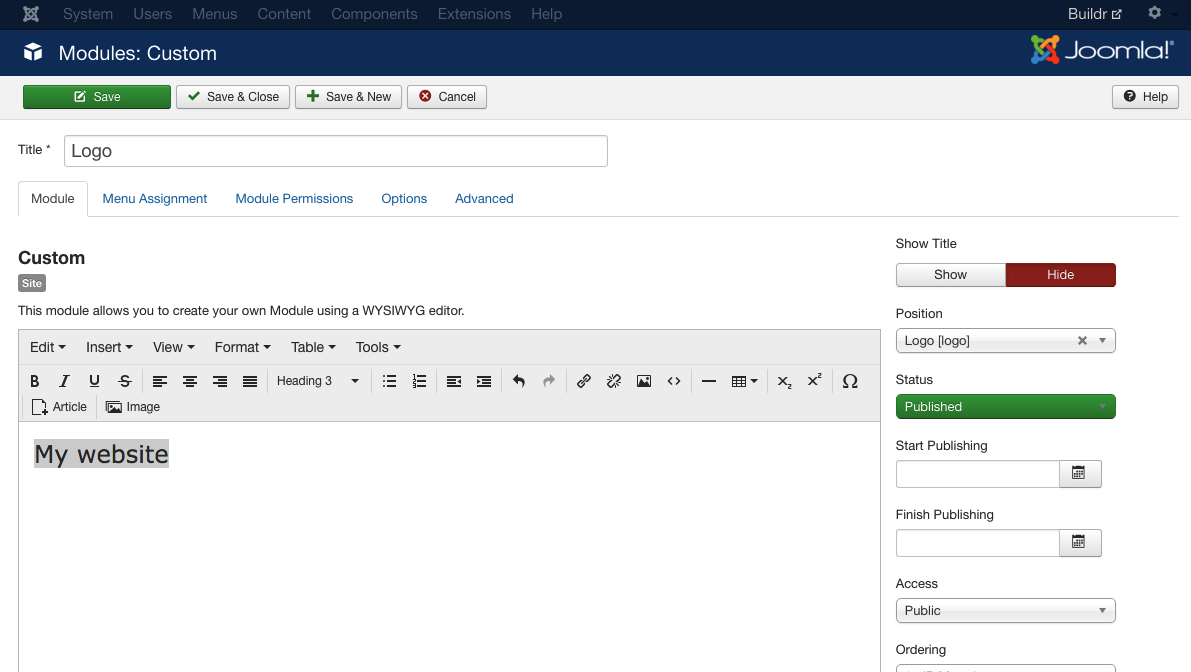 System Users Menus Content Components Extensions Help Buildr
Modules: Custom Joomla!®
Save Save & Close Save & New Cancel Help
Title * Logo
Module Menu Assignment Module Permissions Options Advanced
Custom
Site
This module allows you to create your own Module using a WYSIWYG editor.
Edit Insert View Format Table Tools
B I U S Heading 3 X₂ X² Ω
Article Image
My website
Show Title
Show Hide
Position
Logo [logo]
Status
Published
Start Publishing
Finish Publishing
Access
Public
Ordering